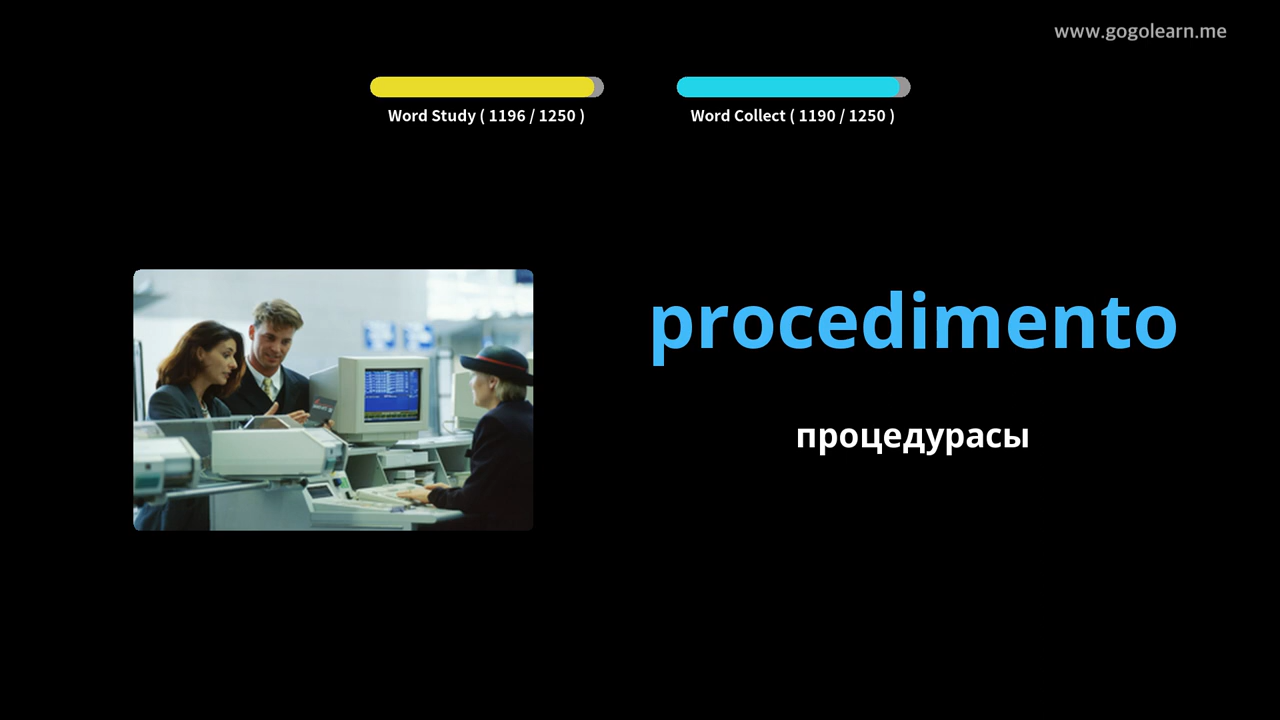 www.gogolearn.me
Word Study ( 1196 / 1250 )
Word Collect ( 1190 / 1250 )
procedimento
процедурасы